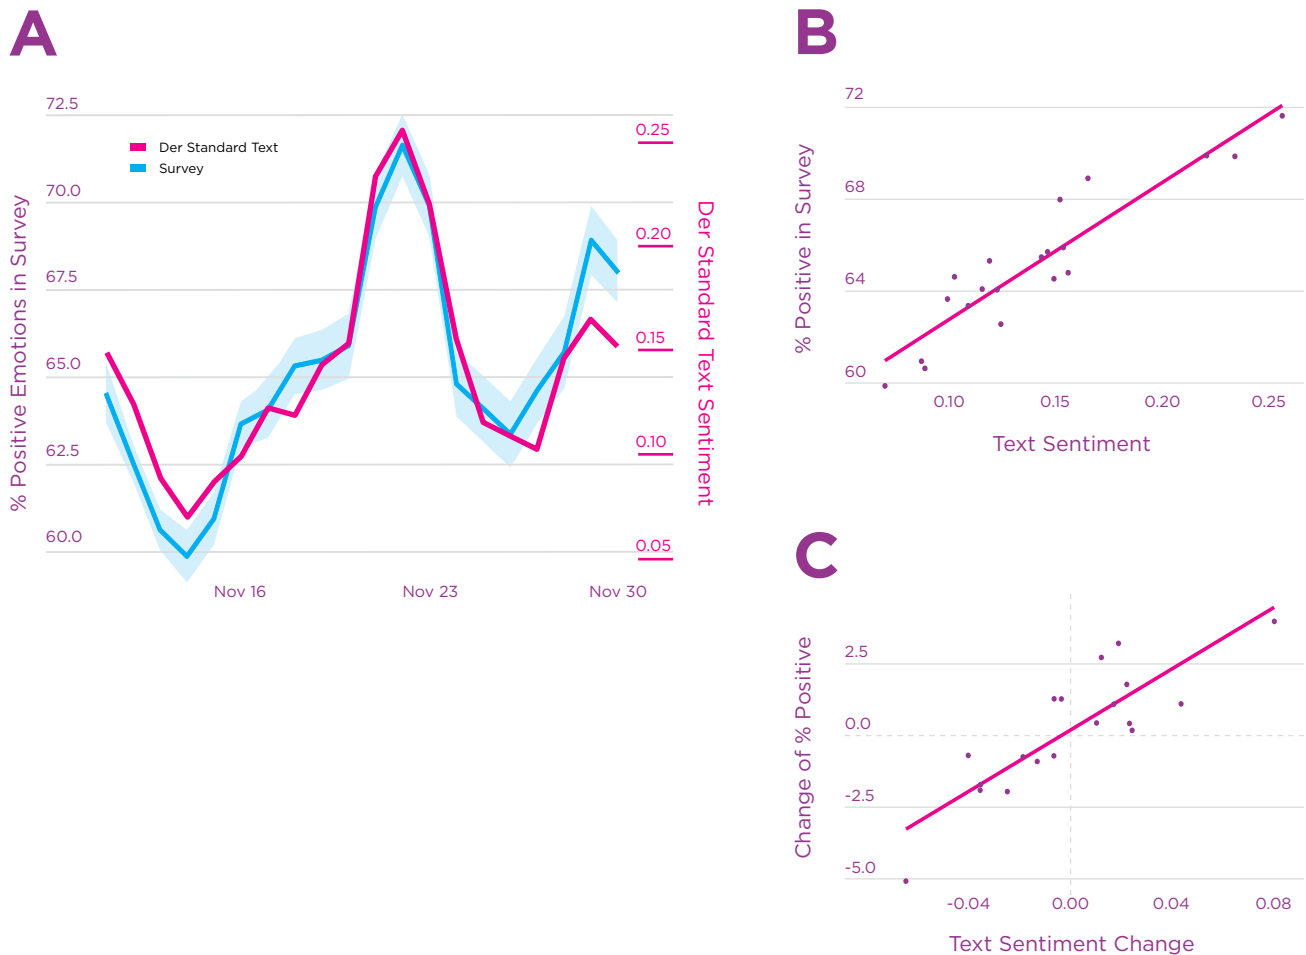 A
% Positive Emotions in Survey
72.5
70.0
67.5
65.0
62.5
60.0
Der Standard Text
Survey
0.25
0.20
0.15
0.10
0.05
Der Standard Text Sentiment
Nov 16
Nov 23
Nov 30
B
% Positive in Survey
72
68
64
60
0.10
0.15
0.20
0.25
Text Sentiment
C
Change of % Positive
2.5
0.0
-2.5
-5.0
-0.04
0.00
0.04
0.08
Text Sentiment Change